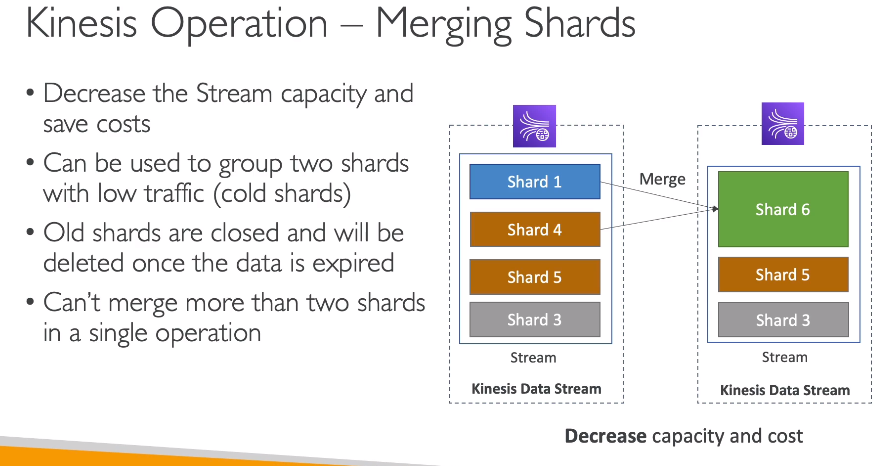 Kinesis Operation – Merging Shards
• Decrease the Stream capacity and
save costs
• Can be used to group two shards
with low traffic (cold shards)
• Old shards are closed and will be
deleted once the data is expired
• Can’t merge more than two shards
in a single operation
Shard 1
Shard 4
Shard 5
Shard 3
Stream
Kinesis Data Stream
Merge
Shard 6
Shard 5
Shard 3
Stream
Kinesis Data Stream
Decrease capacity and cost